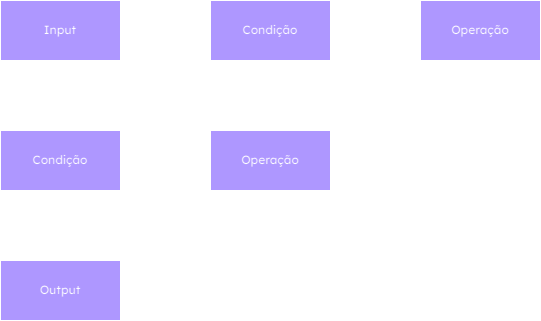 Input
Condição
Operação
Condição
Operação
Output